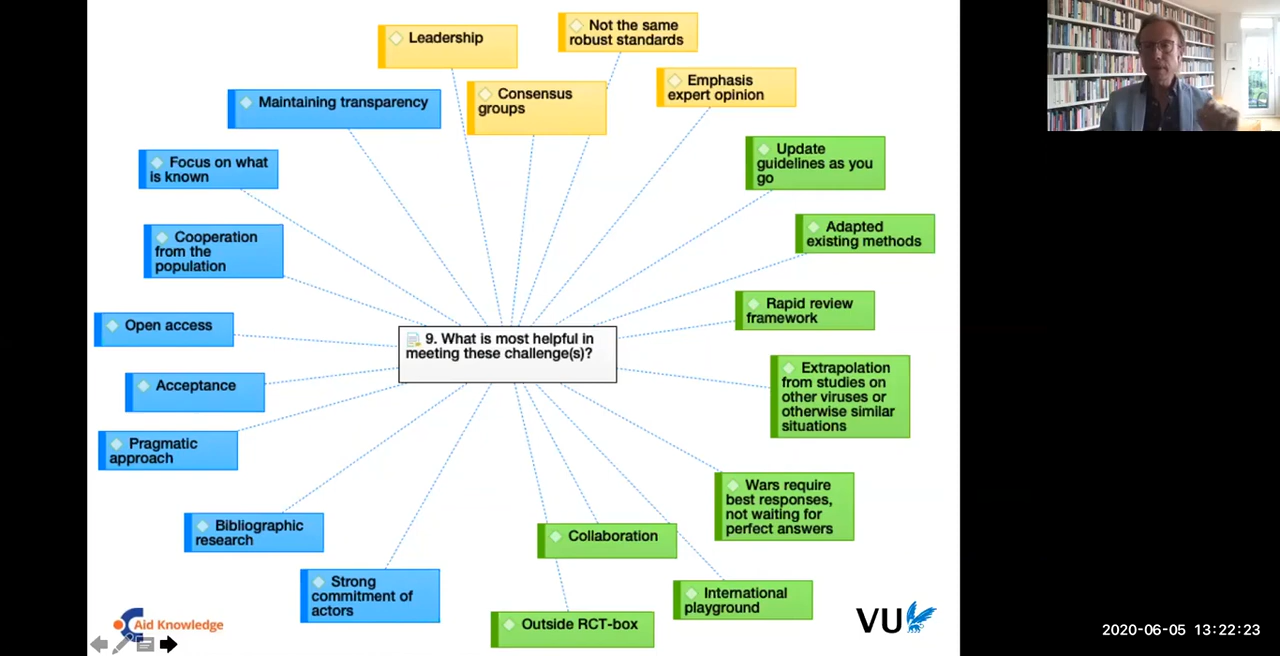 Leadership
Not the same
robust standards
Emphasis
expert opinion
Consensus
groups
Maintaining transparency
Focus on what
is known
Cooperation
from the
population
Open access
Acceptance
Pragmatic
approach
Bibliographic
research
Strong
commitment of
actors
9. What is most helpful in
meeting these challenge(s)?
Update
guidelines as you
go
Adapted
existing methods
Rapid review
framework
Extrapolation
from studies on
other viruses or
otherwise similar
situations
Wars require
best responses,
not waiting for
perfect answers
Collaboration
International
playground
Outside RCT-box
Aid Knowledge
VU
2020-06-05 13:22:23